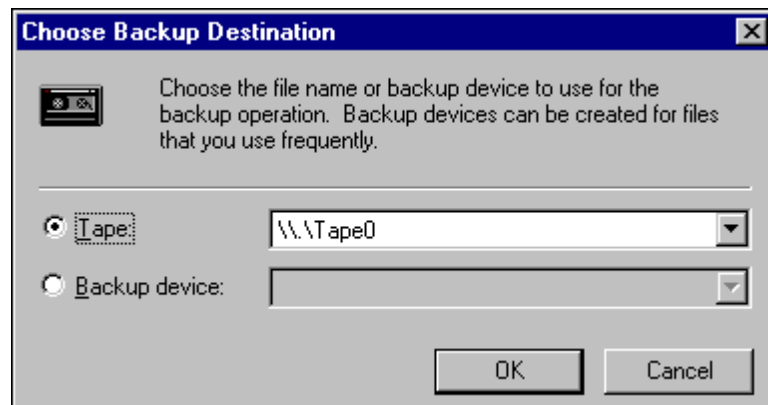 Choose Backup Destination
Choose the file name or backup device to use for the
backup operation.  Backup devices can be created for files
that you use frequently.
Tape: \\.\Tape0
Backup device:
OK Cancel